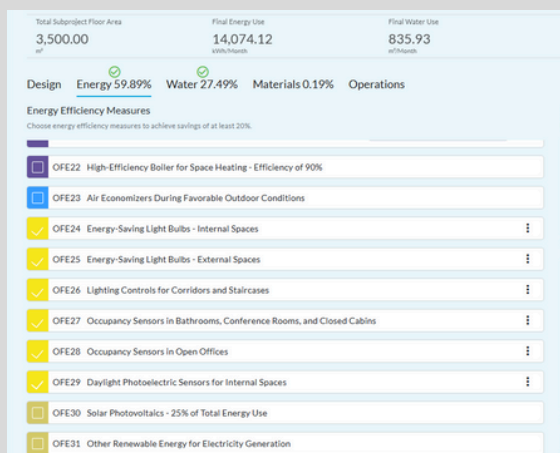 Total Subproject Floor Area
Final Energy Use
Final Water Use
3,500.00
14,074.12
835.93
m²
kWh/Month
m³/Month
Design Energy 59.89% Water 27.49% Materials 0.19% Operations
Energy Efficiency Measures
Choose energy efficiency measures to achieve savings of at least 20%.
OFE22 High-Efficiency Boiler for Space Heating - Efficiency of 90%
OFE23 Air Economizers During Favorable Outdoor Conditions
OFE24 Energy-Saving Light Bulbs - Internal Spaces
OFE25 Energy-Saving Light Bulbs - External Spaces
OFE26 Lighting Controls for Corridors and Staircases
OFE27 Occupancy Sensors in Bathrooms, Conference Rooms, and Closed Cabins
OFE28 Occupancy Sensors in Open Offices
OFE29 Daylight Photoelectric Sensors for Internal Spaces
OFE30 Solar Photovoltaics - 25% of Total Energy Use
OFE31 Other Renewable Energy for Electricity Generation